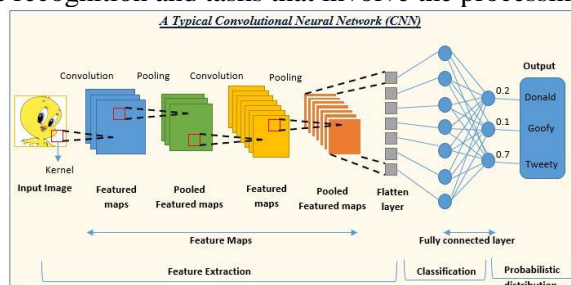 e recognition and tasks that involve the processin
A Typical Convolutional Neural Network (CNN)
Convolution Pooling Convolution Pooling
Output
Donald
Goofy
Tweety
0.2
0.1
0.7
Kernel
Input Image
Featured maps
Pooled Featured maps
Featured maps
Pooled Featured maps
Flatten layer
Feature Maps
Fully connected layer
Feature Extraction
Classification
Probabilistic distribution